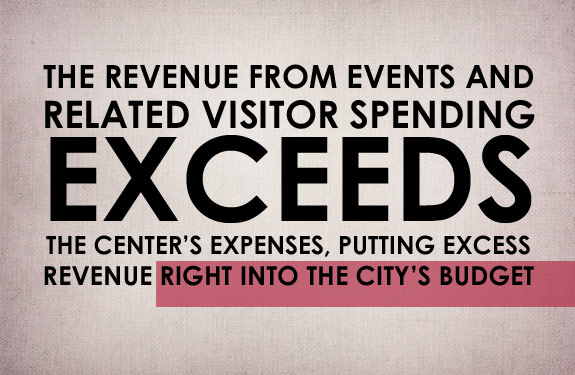 THE REVENUE FROM EVENTS AND
RELATED VISITOR SPENDING
EXCEEDS
THE CENTER'S EXPENSES, PUTTING EXCESS
REVENUE RIGHT INTO THE CITY'S BUDGET